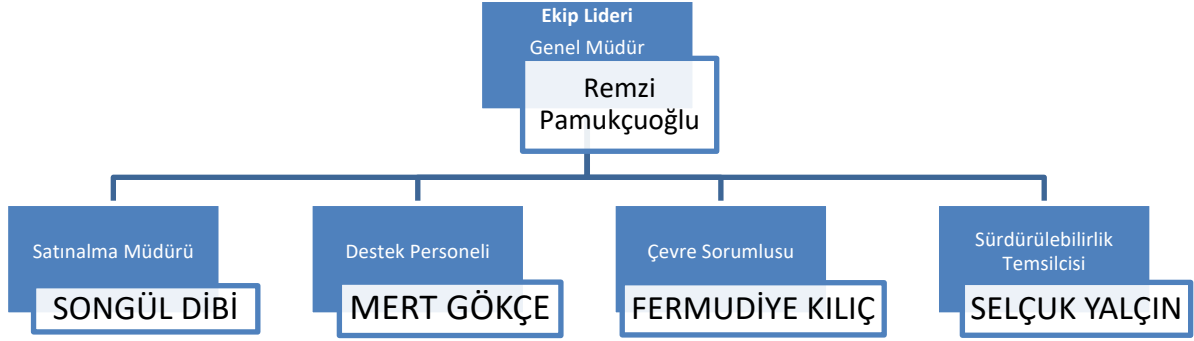 Ekip Lideri
Genel Müdür
Remzi
Pamukçuoğlu
Satınalma Müdürü
SONGÜL DİBİ
Destek Personeli
MERT GÖKÇE
Çevre Sorumlusu
FERMUDİYE KILIÇ
Sürdürülebilirlik
Temsilcisi
SELÇUK YALÇIN